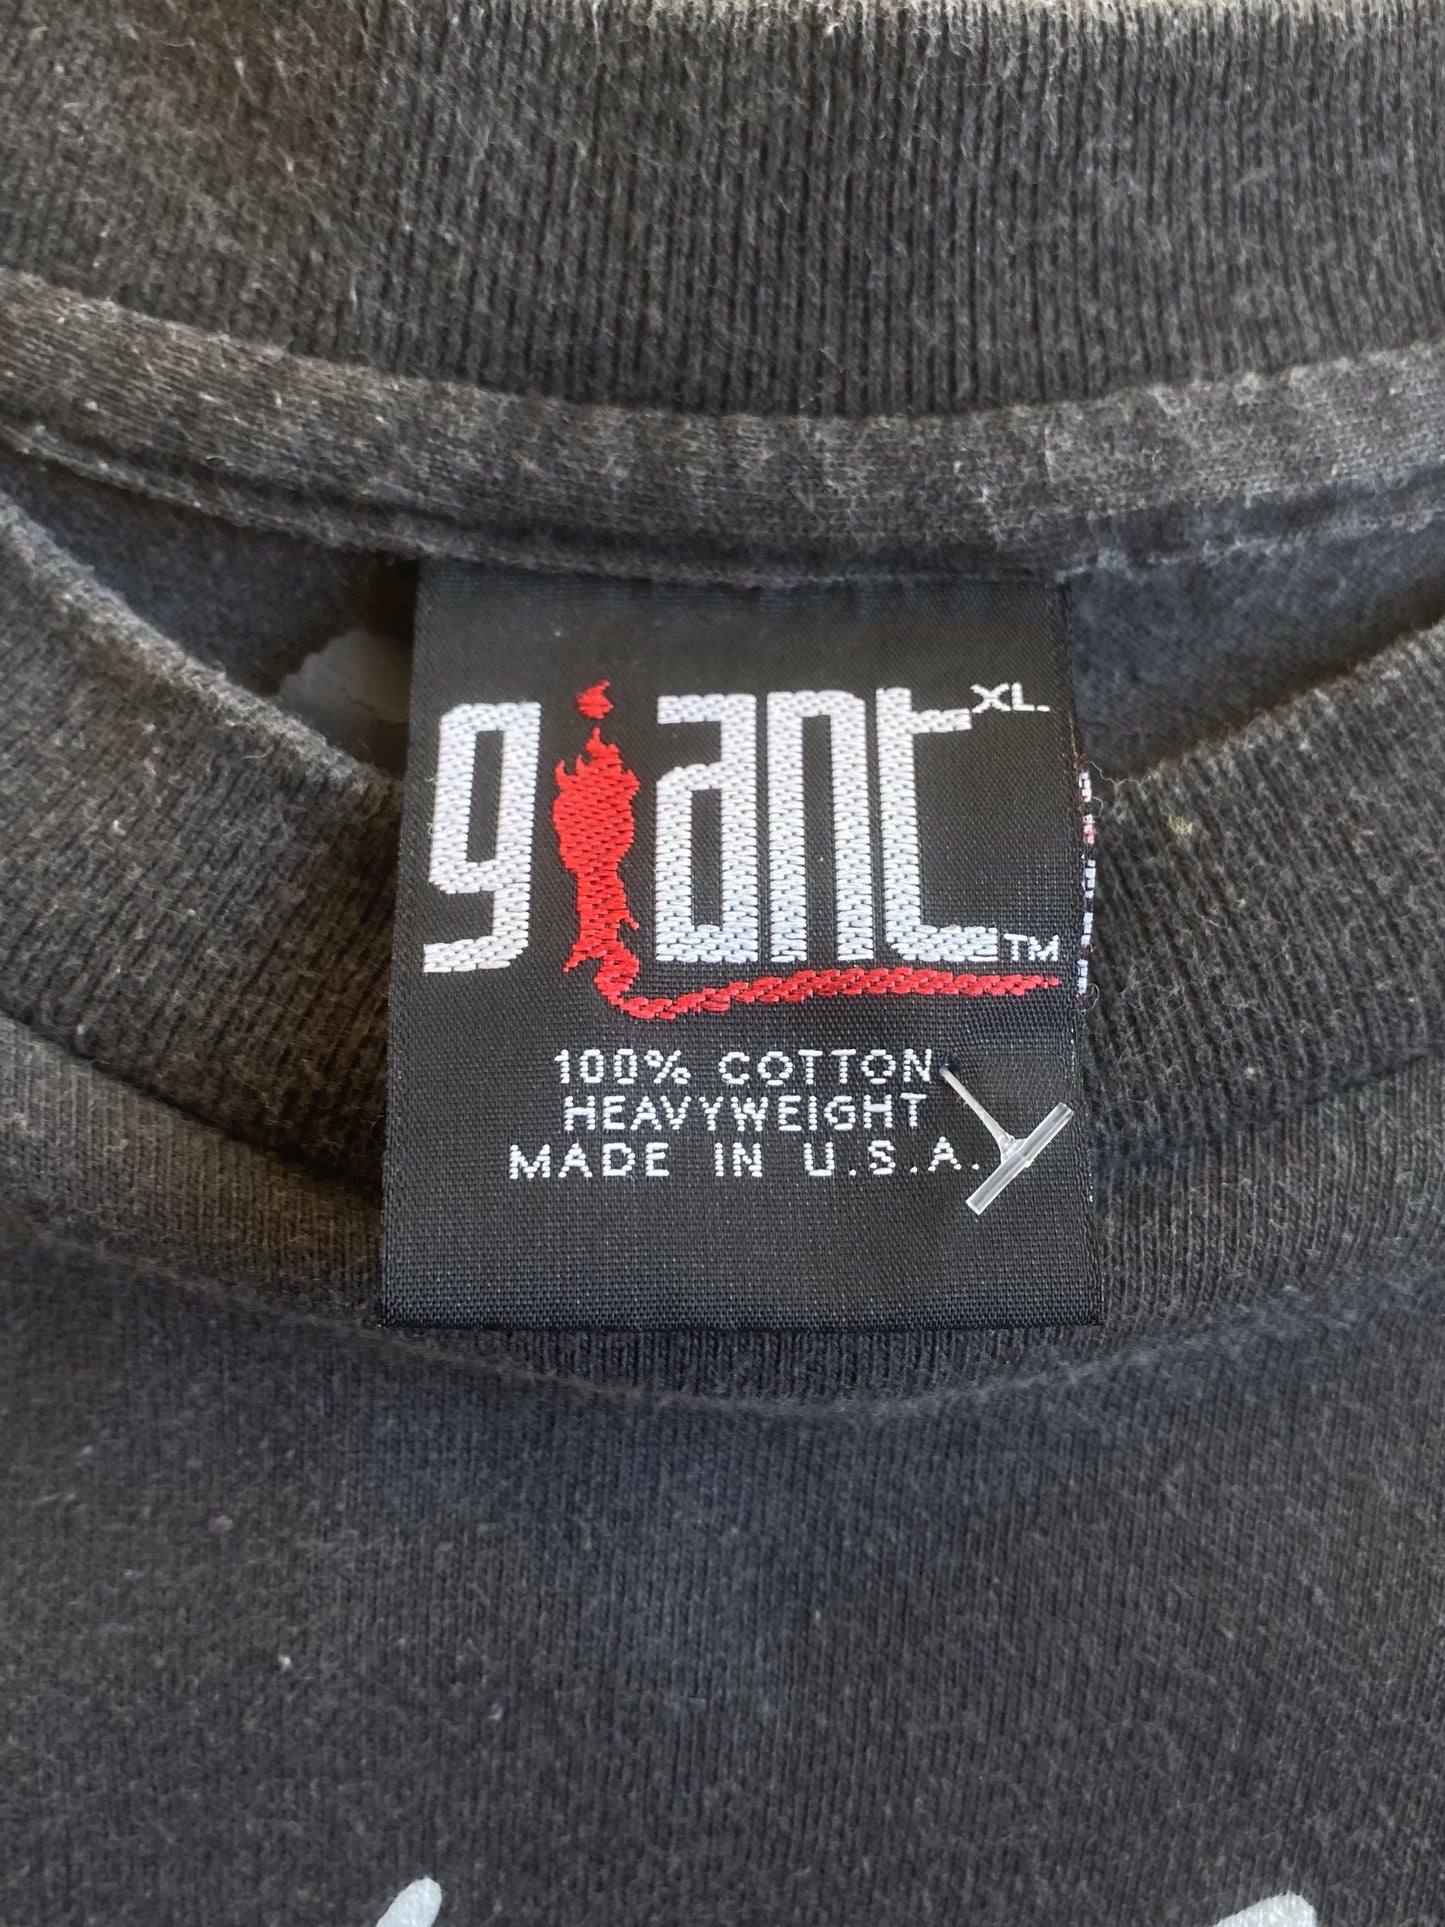 giant XL.
TM
100% COTTON
HEAVYWEIGHT
MADE IN U.S.A.